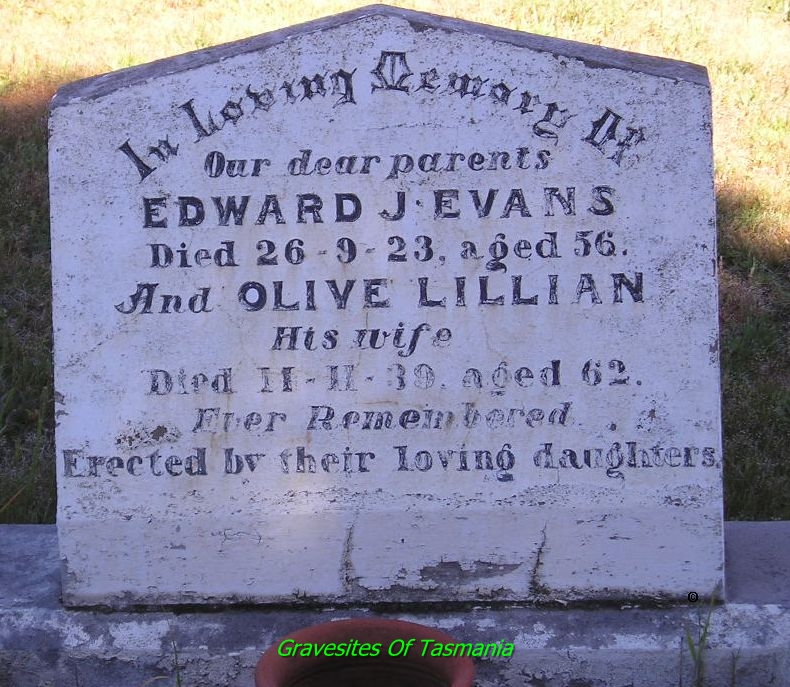 In Loving Memory Of
Our dear parents
EDWARD J. EVANS
Died 26-9-23, aged 56.
And OLIVE LILLIAN
His wife
Died 11-11-39, aged 62.
Ever Remembered
Erected by their loving daughters.
©
Gravesites Of Tasmania